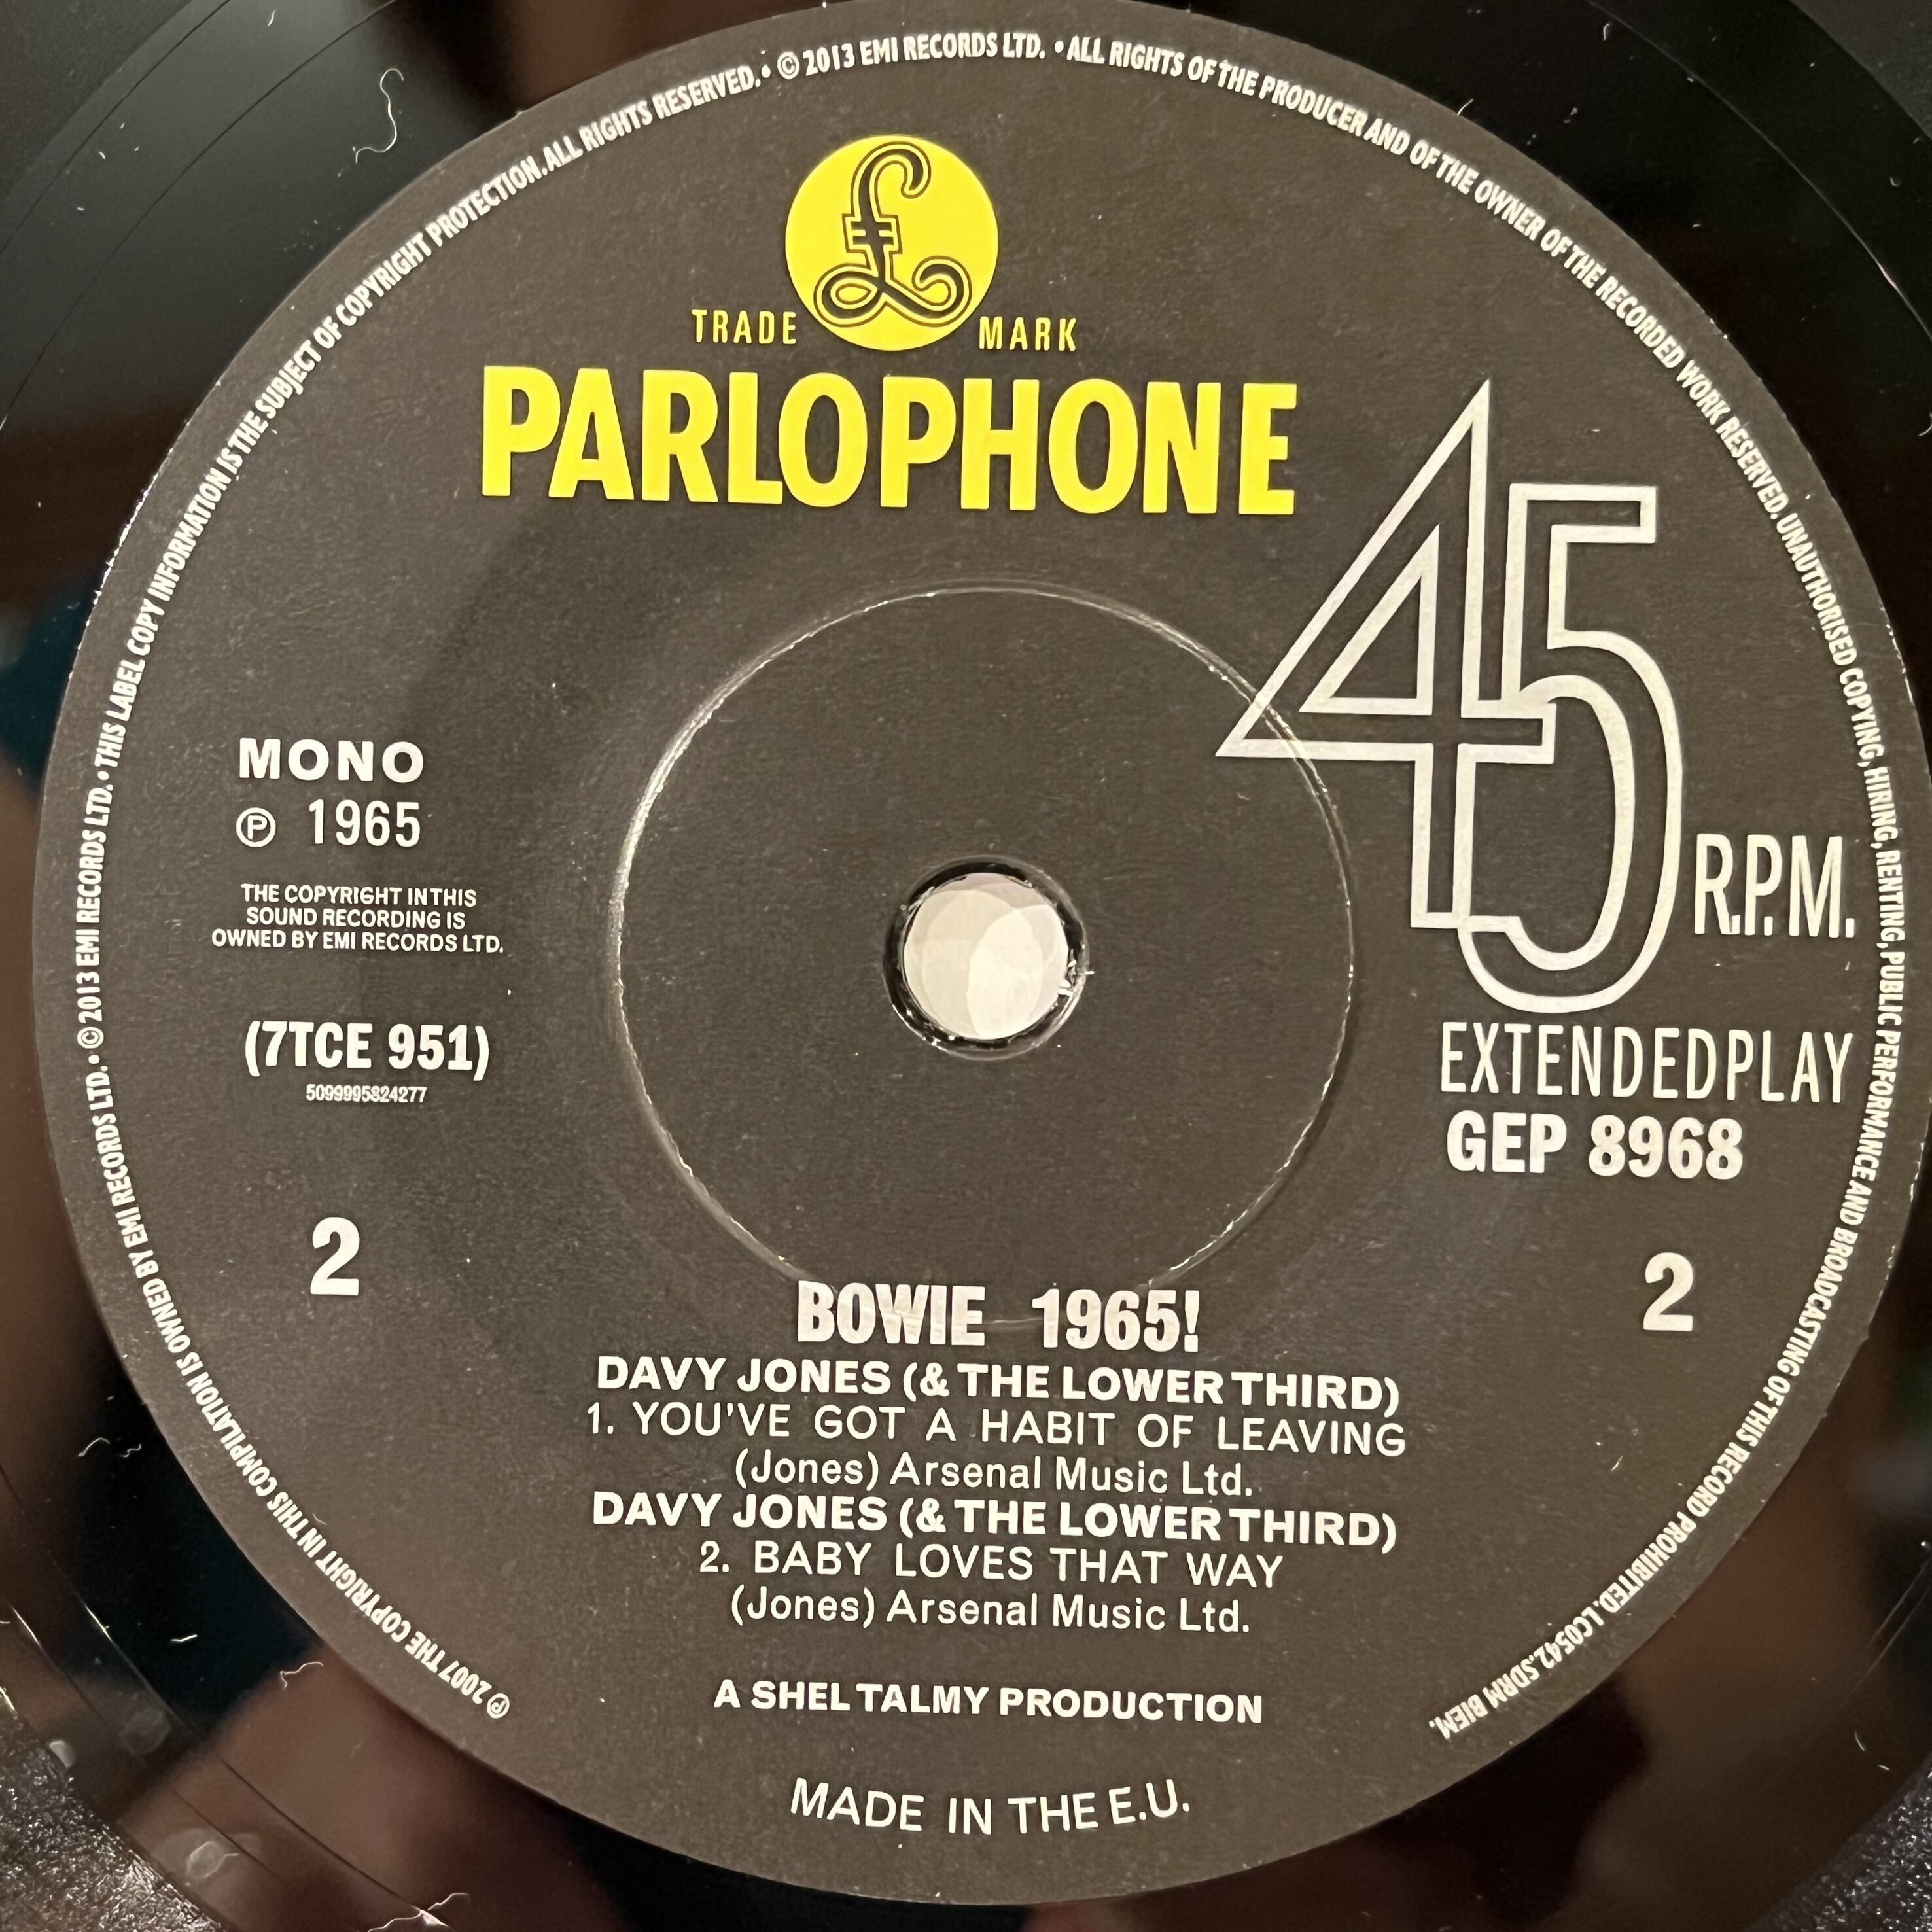 ℗ 2007 THE COPYRIGHT IN THIS COMPILATION IS OWNED BY EMI RECORDS LTD. • © 2013 EMI RECORDS LTD. • THIS LABEL COPY INFORMATION IS THE SUBJECT OF COPYRIGHT PROTECTION. ALL RIGHTS RESERVED. • © 2013 EMI RECORDS LTD. • ALL RIGHTS OF THE PRODUCER AND OF THE OWNER OF THE RECORDED WORK RESERVED. UNAUTHORISED COPYING, HIRING, RENTING, PUBLIC PERFORMANCE AND BROADCASTING OF THIS RECORD PROHIBITED. LC0542. SDRM BIEM.
£
TRADE MARK
PARLOPHONE
45 R.P.M.
EXTENDED PLAY
GEP 8968
2
MONO
℗ 1965
THE COPYRIGHT IN THIS
SOUND RECORDING IS
OWNED BY EMI RECORDS LTD.
(7TCE 951)
5099995824277
2
BOWIE 1965!
DAVY JONES (& THE LOWER THIRD)
1. YOU'VE GOT A HABIT OF LEAVING
(Jones) Arsenal Music Ltd.
DAVY JONES (& THE LOWER THIRD)
2. BABY LOVES THAT WAY
(Jones) Arsenal Music Ltd.
A SHEL TALMY PRODUCTION
MADE IN THE E.U.